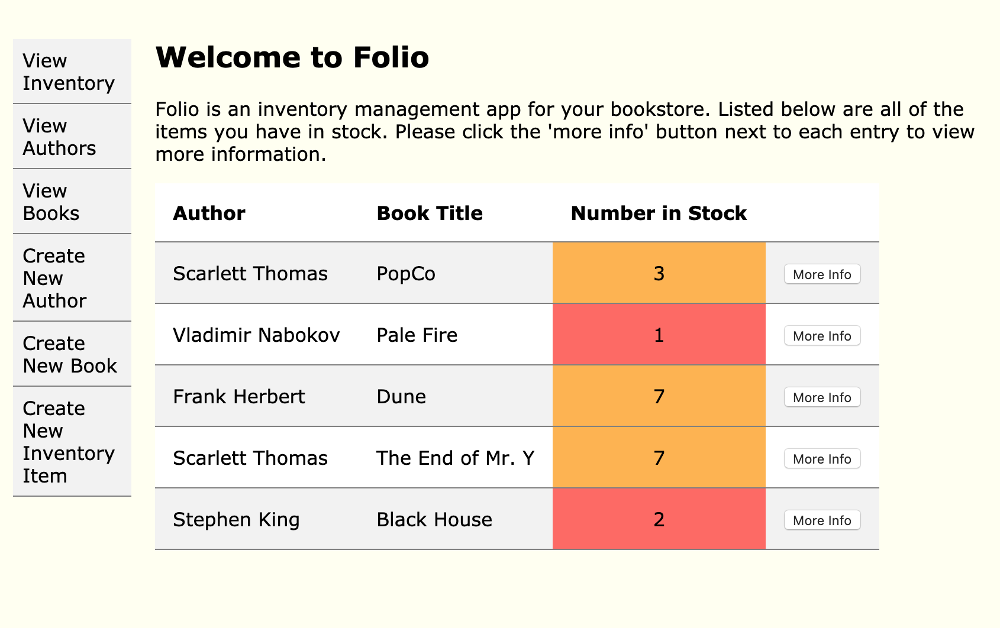 View
Inventory
View
Authors
View
Books
Create
New
Author
Create
New Book
Create
New
Inventory
Item
Welcome to Folio
Folio is an inventory management app for your bookstore. Listed below are all of the
items you have in stock. Please click the 'more info' button next to each entry to view
more information.
Author Book Title Number in Stock
Scarlett Thomas PopCo 3 More Info
Vladimir Nabokov Pale Fire 1 More Info
Frank Herbert Dune 7 More Info
Scarlett Thomas The End of Mr. Y 7 More Info
Stephen King Black House 2 More Info